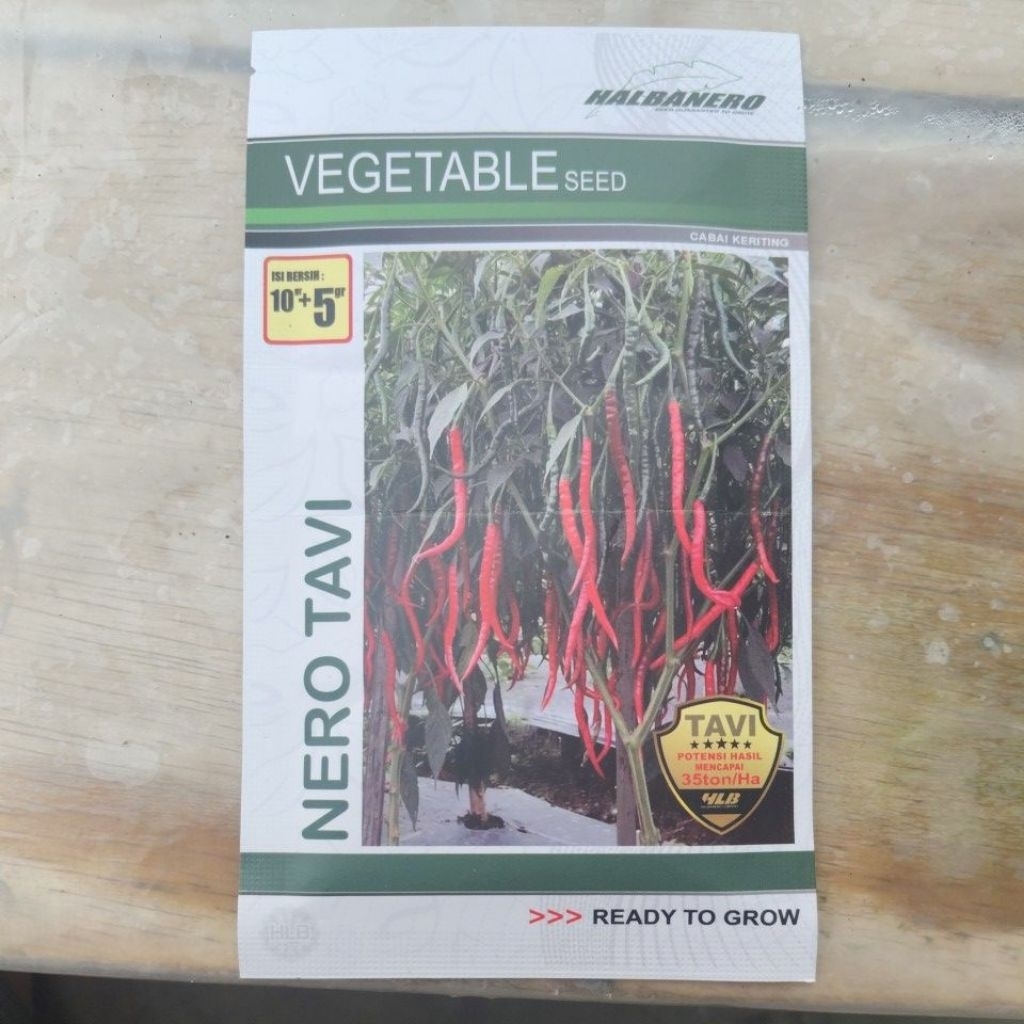 HALBANERO
VEGETABLE SEED
CABAI KERITING
ISI BERSIH :
10gr+5gr
NERO TAVI
TAVI
POTENSI HASIL
MENCAPAI
35ton/Ha
HLB
HLB
>>> READY TO GROW